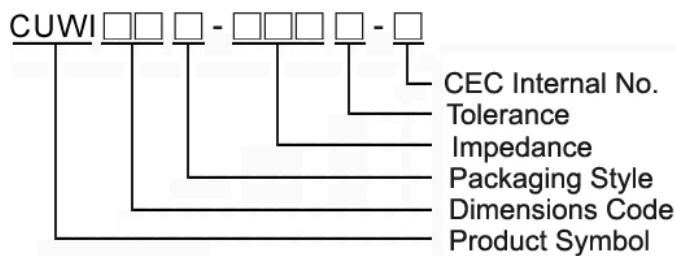 CUWI□□ □ - □□□ □ - □
CEC Internal No.
Tolerance
Impedance
Packaging Style
Dimensions Code
Product Symbol